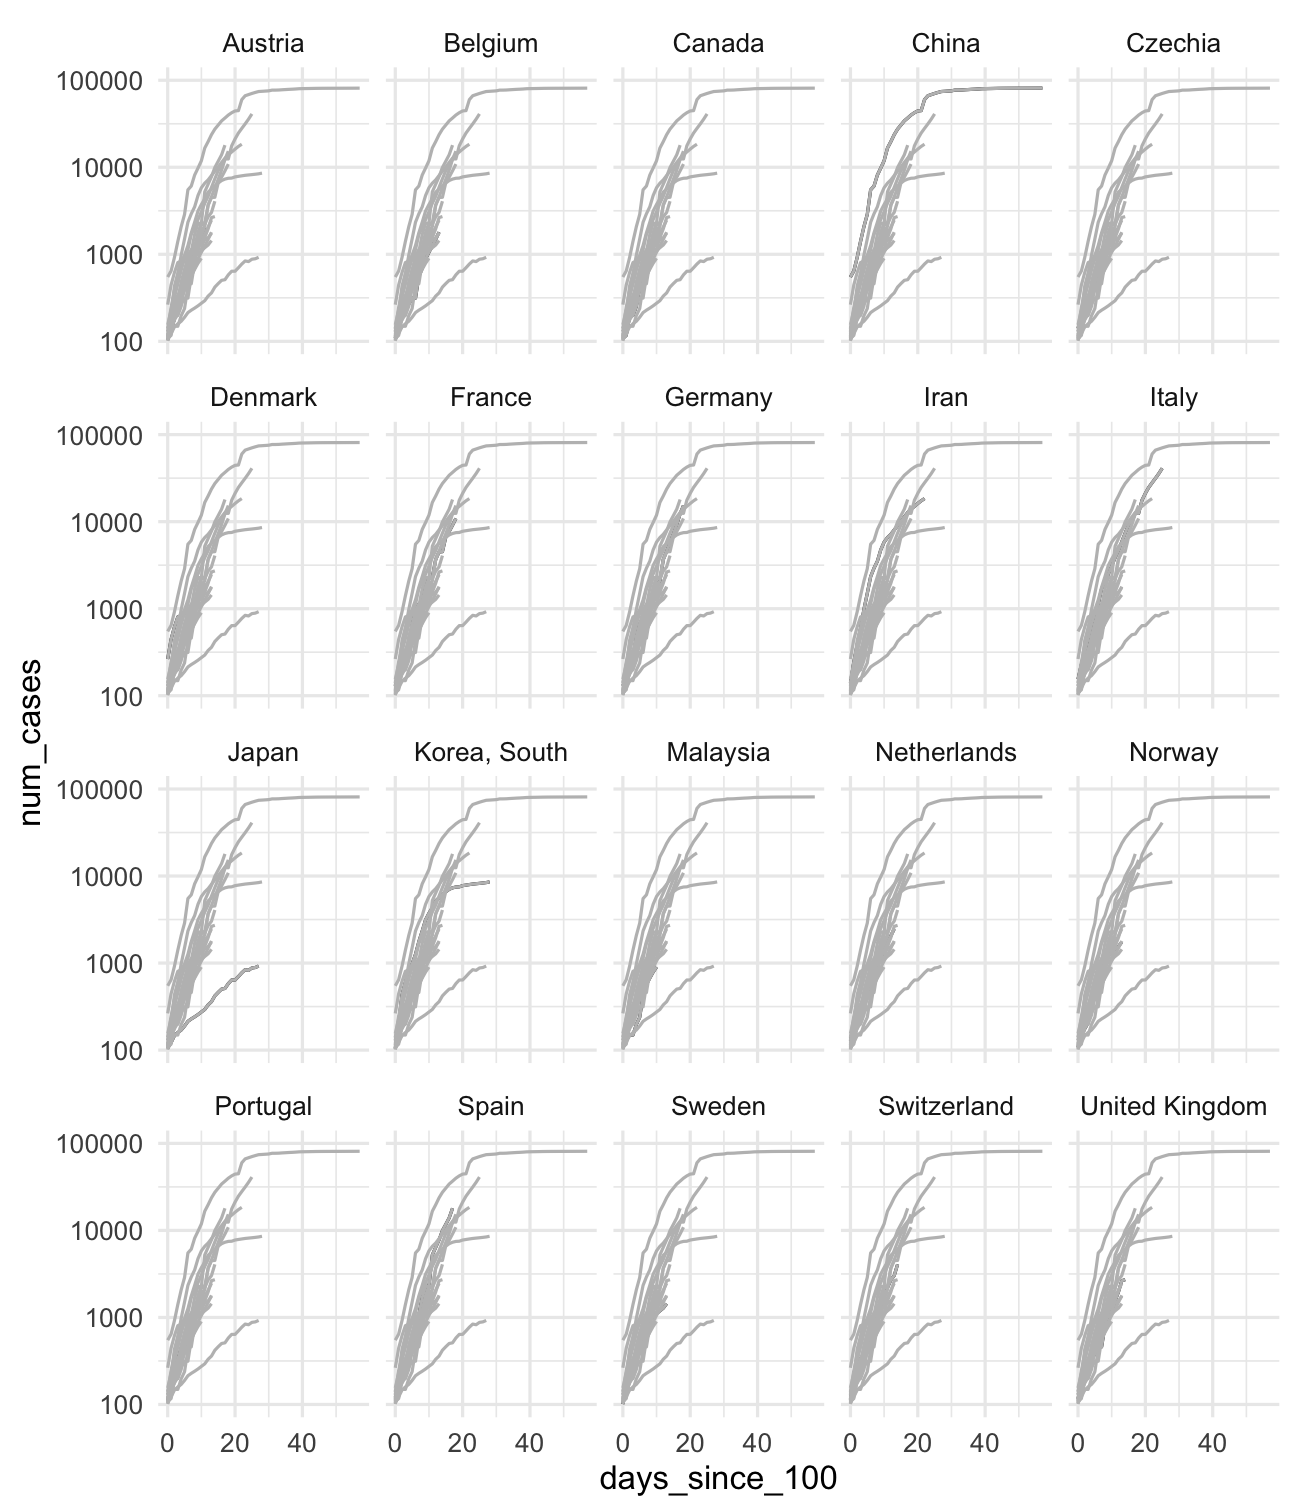 Austria Belgium Canada China Czechia
100000
10000
1000
100
Denmark France Germany Iran Italy
100000
10000
1000
100
num_cases
Japan Korea, South Malaysia Netherlands Norway
100000
10000
1000
100
Portugal Spain Sweden Switzerland United Kingdom
100000
10000
1000
100
0 20 40 0 20 40 0 20 40 0 20 40 0 20 40
days_since_100